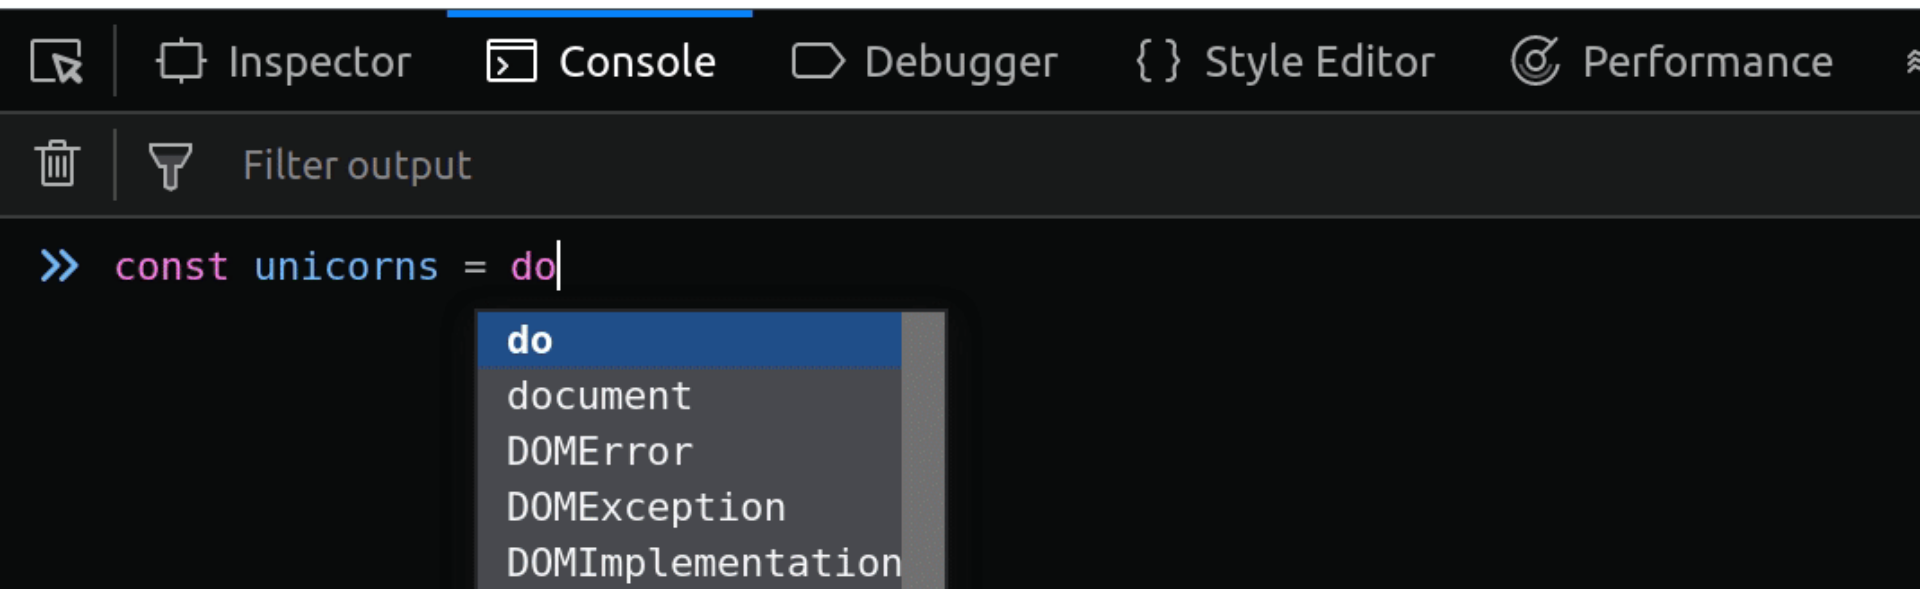 Inspector Console Debugger { } Style Editor Performance
Filter output
>> const unicorns = do
do
document
DOMError
DOMException
DOMImplementation